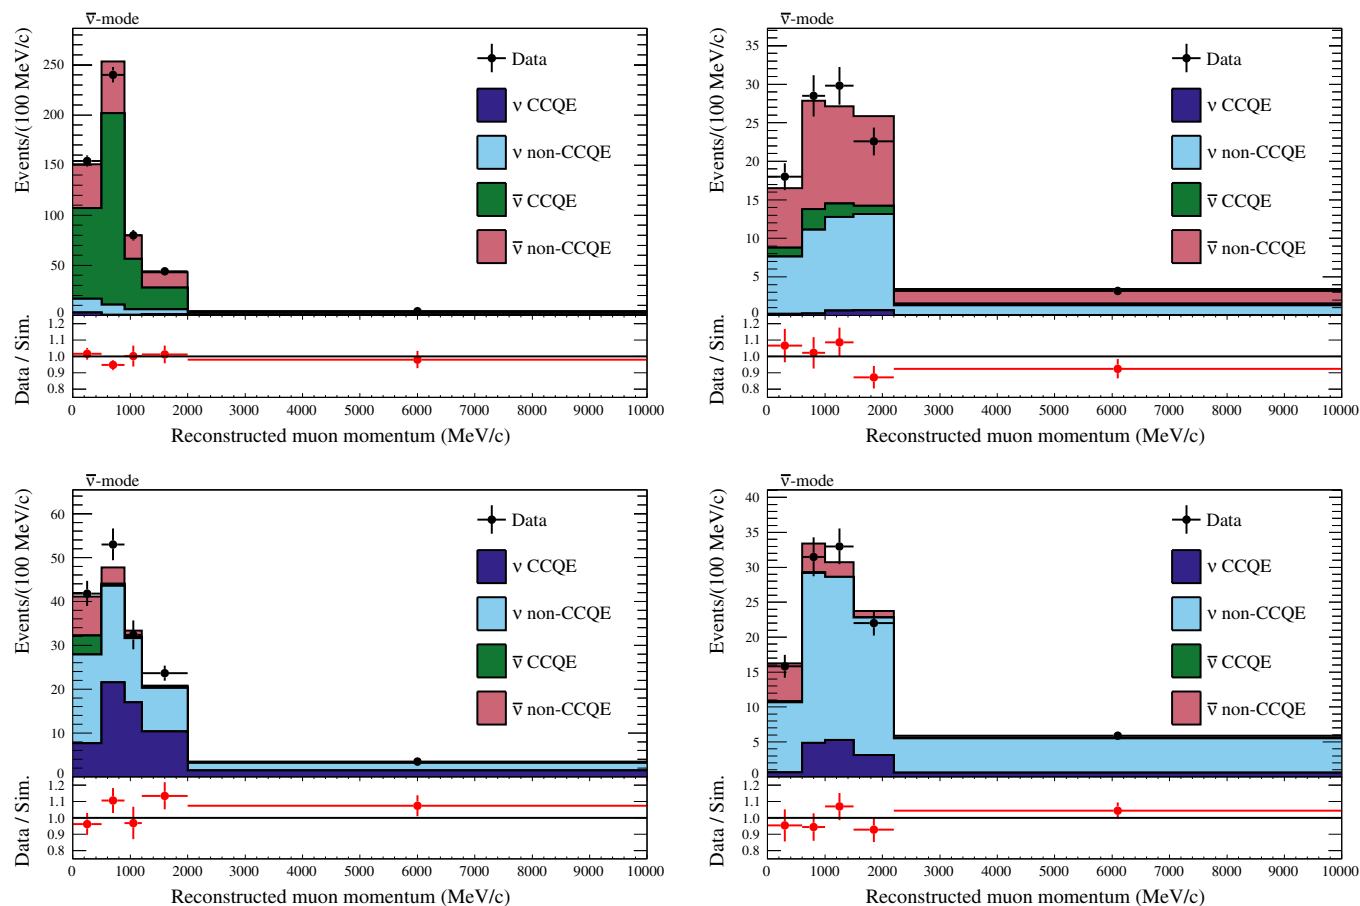 ν̅-mode
Events/(100 MeV/c)
250
200
150
100
50
0
Data
ν CCQE
ν non-CCQE
ν̅ CCQE
ν̅ non-CCQE
Data / Sim.
1.2
1.1
1.0
0.9
0.8
0 1000 2000 3000 4000 5000 6000 7000 8000 9000 10000
Reconstructed muon momentum (MeV/c)
ν̅-mode
Events/(100 MeV/c)
35
30
25
20
15
10
5
0
Data
ν CCQE
ν non-CCQE
ν̅ CCQE
ν̅ non-CCQE
Data / Sim.
1.2
1.1
1.0
0.9
0.8
0 1000 2000 3000 4000 5000 6000 7000 8000 9000 10000
Reconstructed muon momentum (MeV/c)
ν̅-mode
Events/(100 MeV/c)
60
50
40
30
20
10
0
Data
ν CCQE
ν non-CCQE
ν̅ CCQE
ν̅ non-CCQE
Data / Sim.
1.2
1.1
1.0
0.9
0.8
0 1000 2000 3000 4000 5000 6000 7000 8000 9000 10000
Reconstructed muon momentum (MeV/c)
ν̅-mode
Events/(100 MeV/c)
40
35
30
25
20
15
10
5
0
Data
ν CCQE
ν non-CCQE
ν̅ CCQE
ν̅ non-CCQE
Data / Sim.
1.2
1.1
1.0
0.9
0.8
0 1000 2000 3000 4000 5000 6000 7000 8000 9000 10000
Reconstructed muon momentum (MeV/c)